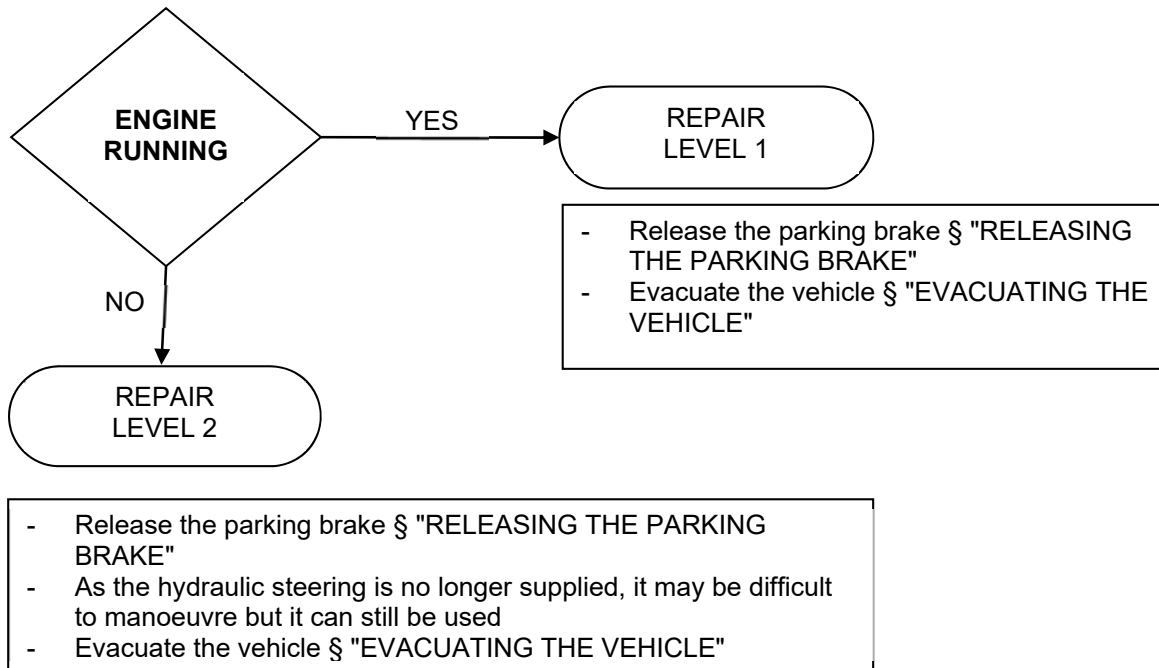 ENGINE
RUNNING
YES
REPAIR
LEVEL 1
- Release the parking brake § "RELEASING
THE PARKING BRAKE"
- Evacuate the vehicle § "EVACUATING THE
VEHICLE"
NO
REPAIR
LEVEL 2
- Release the parking brake § "RELEASING THE PARKING
BRAKE"
- As the hydraulic steering is no longer supplied, it may be difficult
to manoeuvre but it can still be used
- Evacuate the vehicle § "EVACUATING THE VEHICLE"